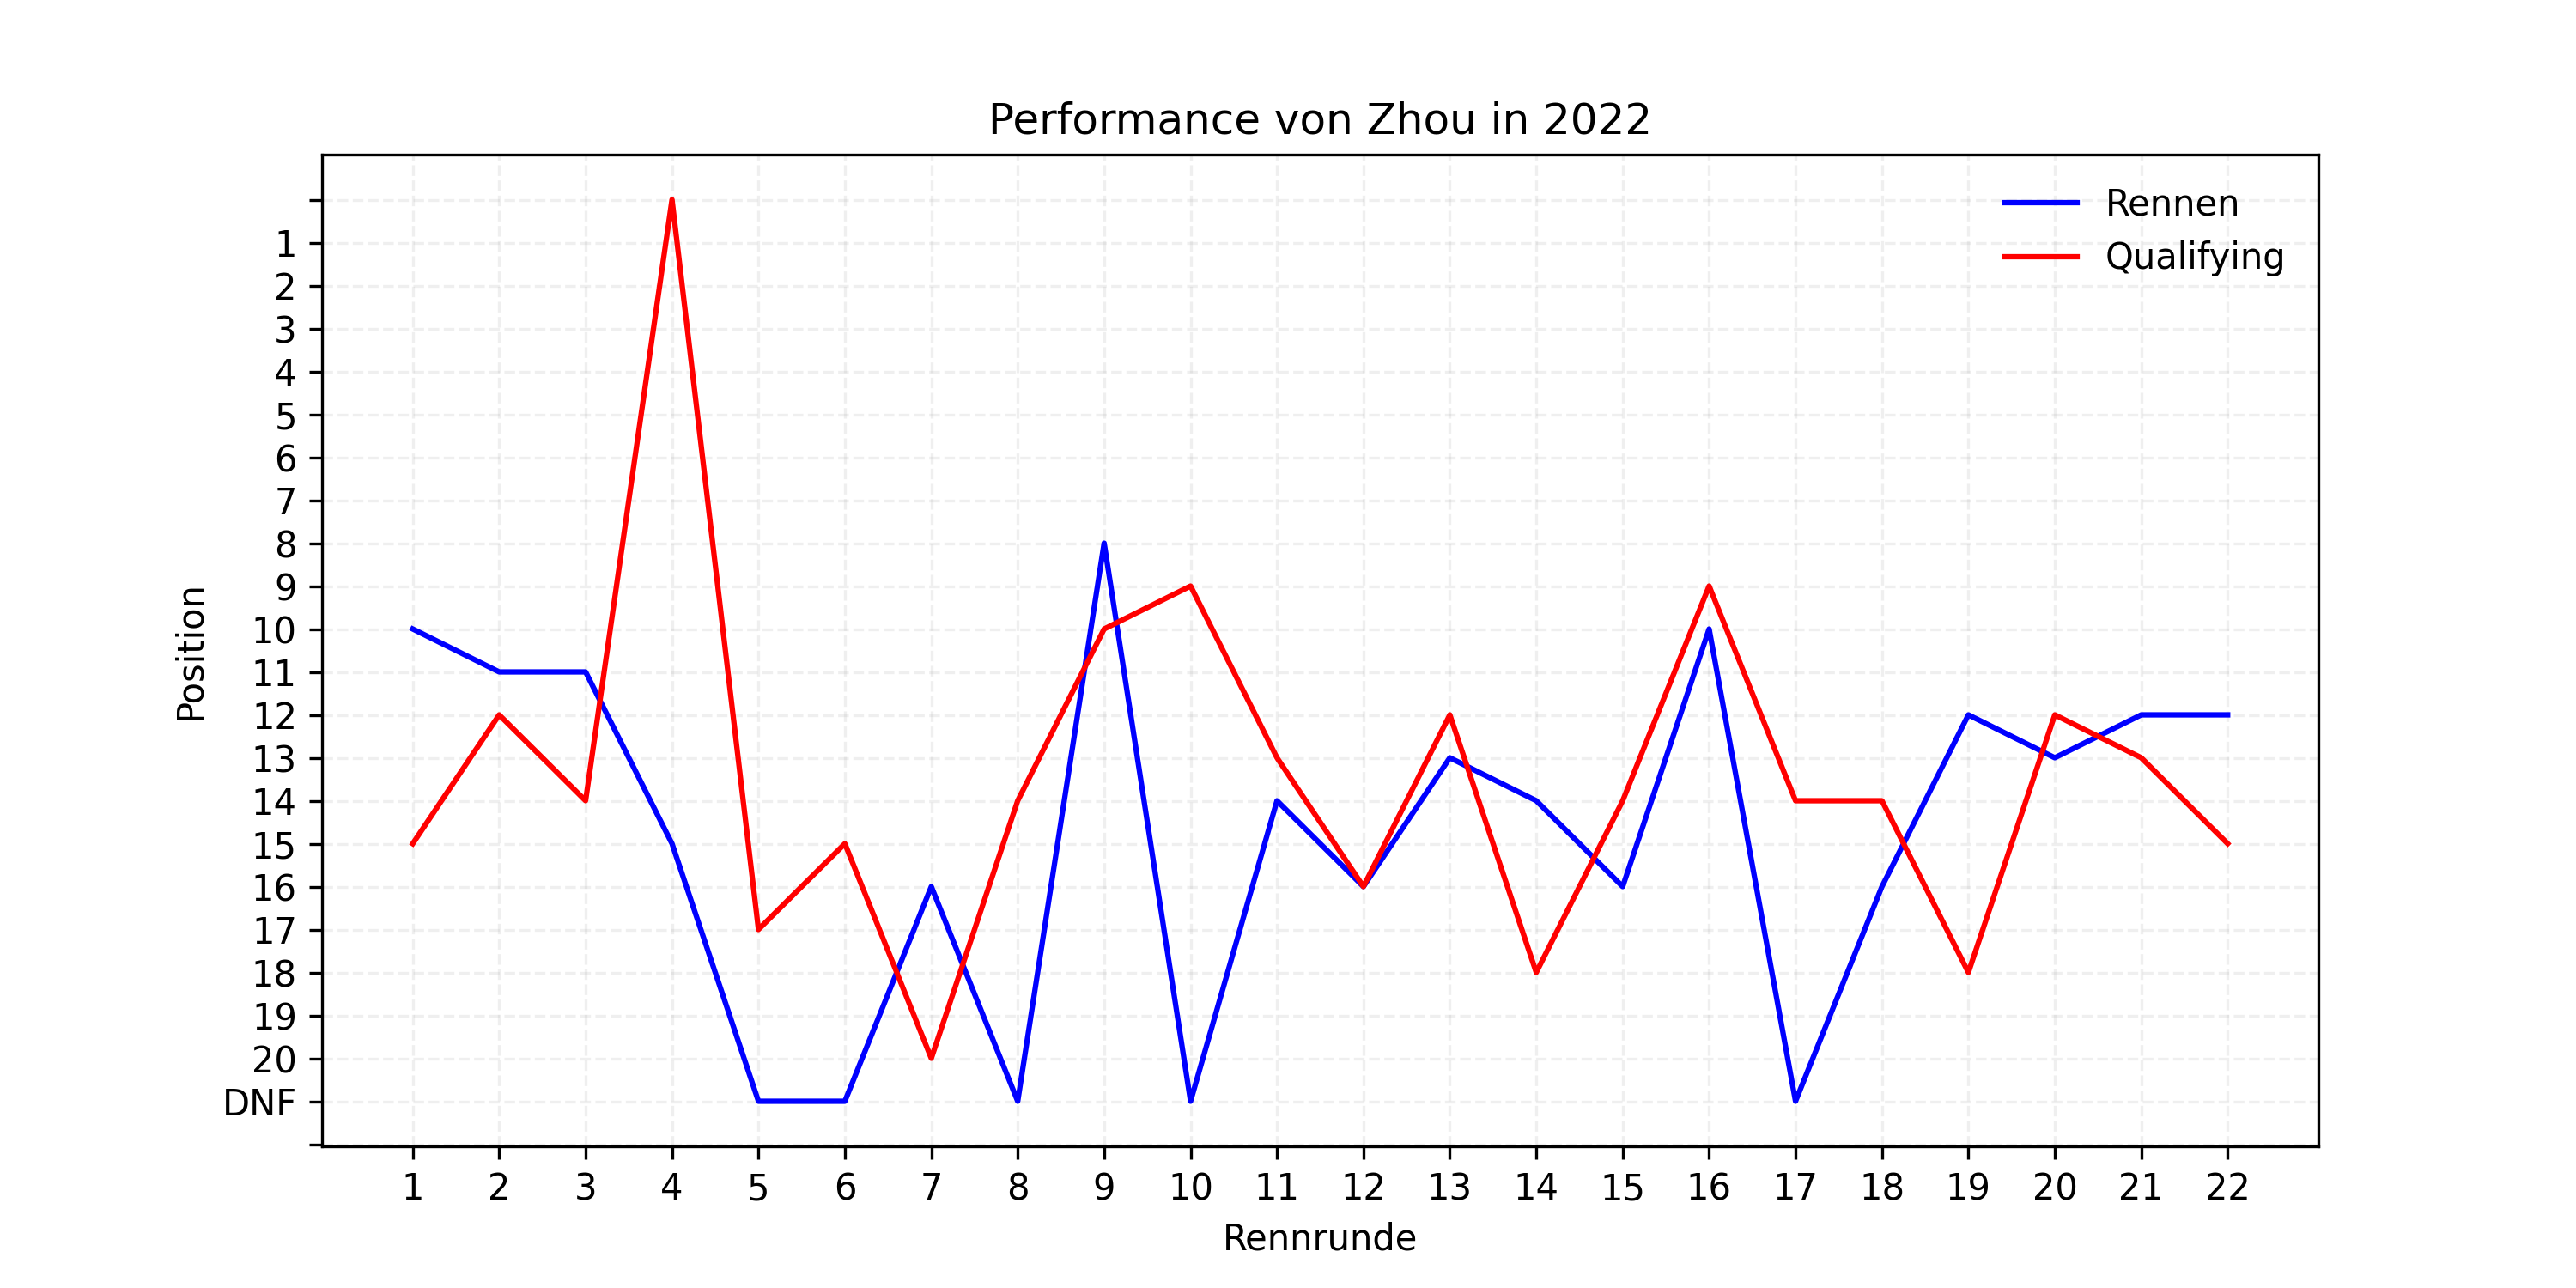 Performance von Zhou in 2022
Rennen
Qualifying
Position
1
2
3
4
5
6
7
8
9
10
11
12
13
14
15
16
17
18
19
20
DNF
1 2 3 4 5 6 7 8 9 10 11 12 13 14 15 16 17 18 19 20 21 22
Rennrunde